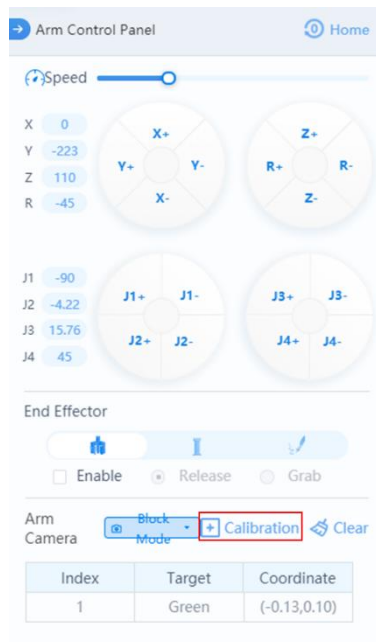 Arm Control Panel
Home
Speed
X 0
Y -223
Z 110
R -45
X+
Y+ Y-
X-
Z+
R+ R-
Z-
J1 -90
J2 -4.22
J3 15.76
J4 45
J1+ J1-
J2+ J2-
J3+ J3-
J4+ J4-
End Effector
Enable Release Grab
Arm Camera
Block Mode
Calibration
Clear
Index Target Coordinate
1 Green (-0.13,0.10)